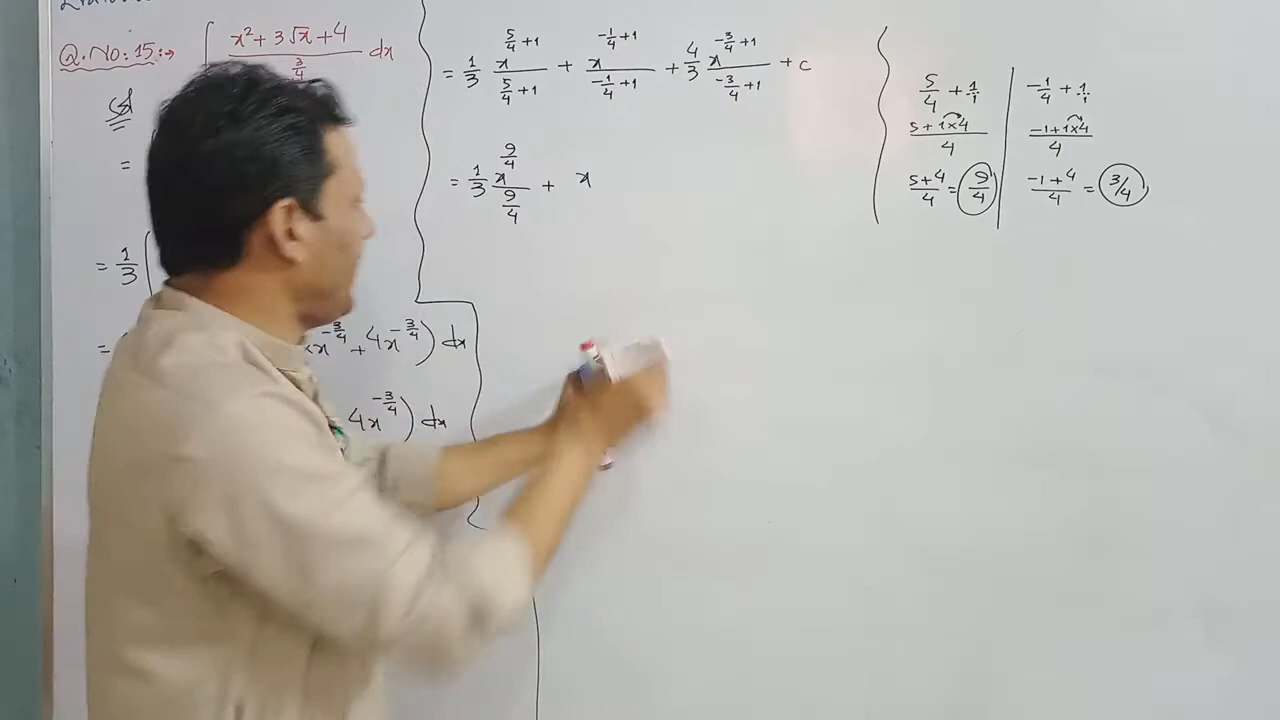 Q.No: 15:→ ∫ (x² + 3√x + 4)/( x^(3/4)) dx
Sol
=
= 1/3 (
= x^(-3/4) + 4x^(-3/4)) dx
4x^(-3/4)) dx
= 1/3 x^(5/4+1)/(5/4+1) + x^(-1/4+1)/(-1/4+1) + 4/3 x^(-3/4+1)/(-3/4+1) + c
= 1/3 x^(9/4)/(9/4) + x
5/4 + 1/1
(5+1×4)/4
(5+4)/4 = 9/4
-1/4 + 1/1
(-1+1×4)/4
(-1+4)/4 = 3/4